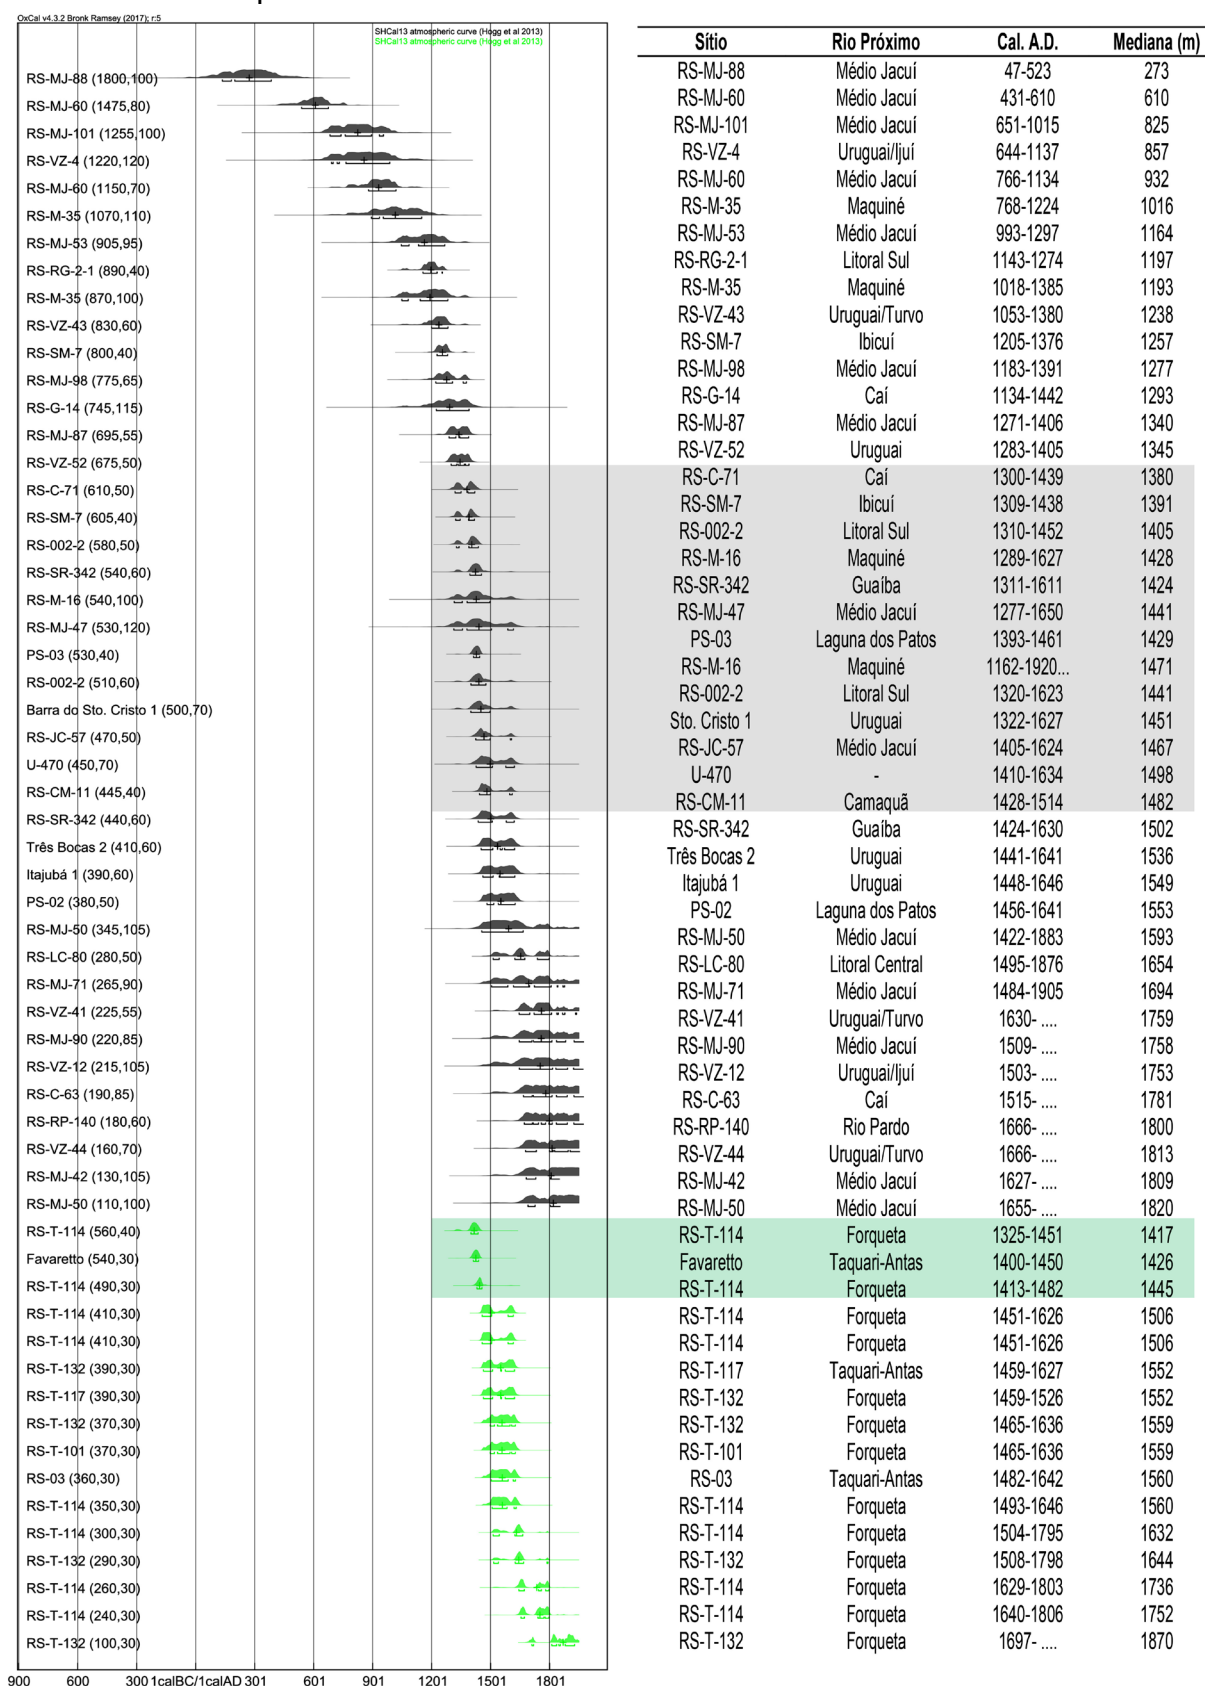 OxCal v4.3.2 Bronk Ramsey (2017); r:5
SHCal13 atmospheric curve (Hogg et al 2013)
SHCal13 atmospheric curve (Hogg et al 2013)
RS-MJ-88 (1800,100)
RS-MJ-60 (1475,80)
RS-MJ-101 (1255,100)
RS-VZ-4 (1220,120)
RS-MJ-60 (1150,70)
RS-M-35 (1070,110)
RS-MJ-53 (905,95)
RS-RG-2-1 (890,40)
RS-M-35 (870,100)
RS-VZ-43 (830,60)
RS-SM-7 (800,40)
RS-MJ-98 (775,65)
RS-G-14 (745,115)
RS-MJ-87 (695,55)
RS-VZ-52 (675,50)
RS-C-71 (610,50)
RS-SM-7 (605,40)
RS-002-2 (580,50)
RS-SR-342 (540,60)
RS-M-16 (540,100)
RS-MJ-47 (530,120)
PS-03 (530,40)
RS-002-2 (510,60)
Barra do Sto. Cristo 1 (500,70)
RS-JC-57 (470,50)
U-470 (450,70)
RS-CM-11 (445,40)
RS-SR-342 (440,60)
Três Bocas 2 (410,60)
Itajubá 1 (390,60)
PS-02 (380,50)
RS-MJ-50 (345,105)
RS-LC-80 (280,50)
RS-MJ-71 (265,90)
RS-VZ-41 (225,55)
RS-MJ-90 (220,85)
RS-VZ-12 (215,105)
RS-C-63 (190,85)
RS-RP-140 (180,60)
RS-VZ-44 (160,70)
RS-MJ-42 (130,105)
RS-MJ-50 (110,100)
RS-T-114 (560,40)
Favaretto (540,30)
RS-T-114 (490,30)
RS-T-114 (410,30)
RS-T-114 (410,30)
RS-T-132 (390,30)
RS-T-117 (390,30)
RS-T-132 (370,30)
RS-T-101 (370,30)
RS-03 (360,30)
RS-T-114 (350,30)
RS-T-114 (300,30)
RS-T-132 (290,30)
RS-T-114 (260,30)
RS-T-114 (240,30)
RS-T-132 (100,30)
900 600 300 1calBC/1calAD 301 601 901 1201 1501 1801
Sítio Rio Próximo Cal. A.D. Mediana (m)
RS-MJ-88 Médio Jacuí 47-523 273
RS-MJ-60 Médio Jacuí 431-610 610
RS-MJ-101 Médio Jacuí 651-1015 825
RS-VZ-4 Uruguai/Ijuí 644-1137 857
RS-MJ-60 Médio Jacuí 766-1134 932
RS-M-35 Maquiné 768-1224 1016
RS-MJ-53 Médio Jacuí 993-1297 1164
RS-RG-2-1 Litoral Sul 1143-1274 1197
RS-M-35 Maquiné 1018-1385 1193
RS-VZ-43 Uruguai/Turvo 1053-1380 1238
RS-SM-7 Ibicuí 1205-1376 1257
RS-MJ-98 Médio Jacuí 1183-1391 1277
RS-G-14 Caí 1134-1442 1293
RS-MJ-87 Médio Jacuí 1271-1406 1340
RS-VZ-52 Uruguai 1283-1405 1345
RS-C-71 Caí 1300-1439 1380
RS-SM-7 Ibicuí 1309-1438 1391
RS-002-2 Litoral Sul 1310-1452 1405
RS-M-16 Maquiné 1289-1627 1428
RS-SR-342 Guaíba 1311-1611 1424
RS-MJ-47 Médio Jacuí 1277-1650 1441
PS-03 Laguna dos Patos 1393-1461 1429
RS-M-16 Maquiné 1162-1920... 1471
RS-002-2 Litoral Sul 1320-1623 1441
Sto. Cristo 1 Uruguai 1322-1627 1451
RS-JC-57 Médio Jacuí 1405-1624 1467
U-470 - 1410-1634 1498
RS-CM-11 Camaquã 1428-1514 1482
RS-SR-342 Guaíba 1424-1630 1502
Três Bocas 2 Uruguai 1441-1641 1536
Itajubá 1 Uruguai 1448-1646 1549
PS-02 Laguna dos Patos 1456-1641 1553
RS-MJ-50 Médio Jacuí 1422-1883 1593
RS-LC-80 Litoral Central 1495-1876 1654
RS-MJ-71 Médio Jacuí 1484-1905 1694
RS-VZ-41 Uruguai/Turvo 1630- .... 1759
RS-MJ-90 Médio Jacuí 1509- .... 1758
RS-VZ-12 Uruguai/Ijuí 1503- .... 1753
RS-C-63 Caí 1515- .... 1781
RS-RP-140 Rio Pardo 1666- .... 1800
RS-VZ-44 Uruguai/Turvo 1666- .... 1813
RS-MJ-42 Médio Jacuí 1627- .... 1809
RS-MJ-50 Médio Jacuí 1655- .... 1820
RS-T-114 Forqueta 1325-1451 1417
Favaretto Taquari-Antas 1400-1450 1426
RS-T-114 Forqueta 1413-1482 1445
RS-T-114 Forqueta 1451-1626 1506
RS-T-114 Forqueta 1451-1626 1506
RS-T-117 Taquari-Antas 1459-1627 1552
RS-T-132 Forqueta 1459-1526 1552
RS-T-132 Forqueta 1465-1636 1559
RS-T-101 Forqueta 1465-1636 1559
RS-03 Taquari-Antas 1482-1642 1560
RS-T-114 Forqueta 1493-1646 1560
RS-T-114 Forqueta 1504-1795 1632
RS-T-132 Forqueta 1508-1798 1644
RS-T-114 Forqueta 1629-1803 1736
RS-T-114 Forqueta 1640-1806 1752
RS-T-132 Forqueta 1697- .... 1870